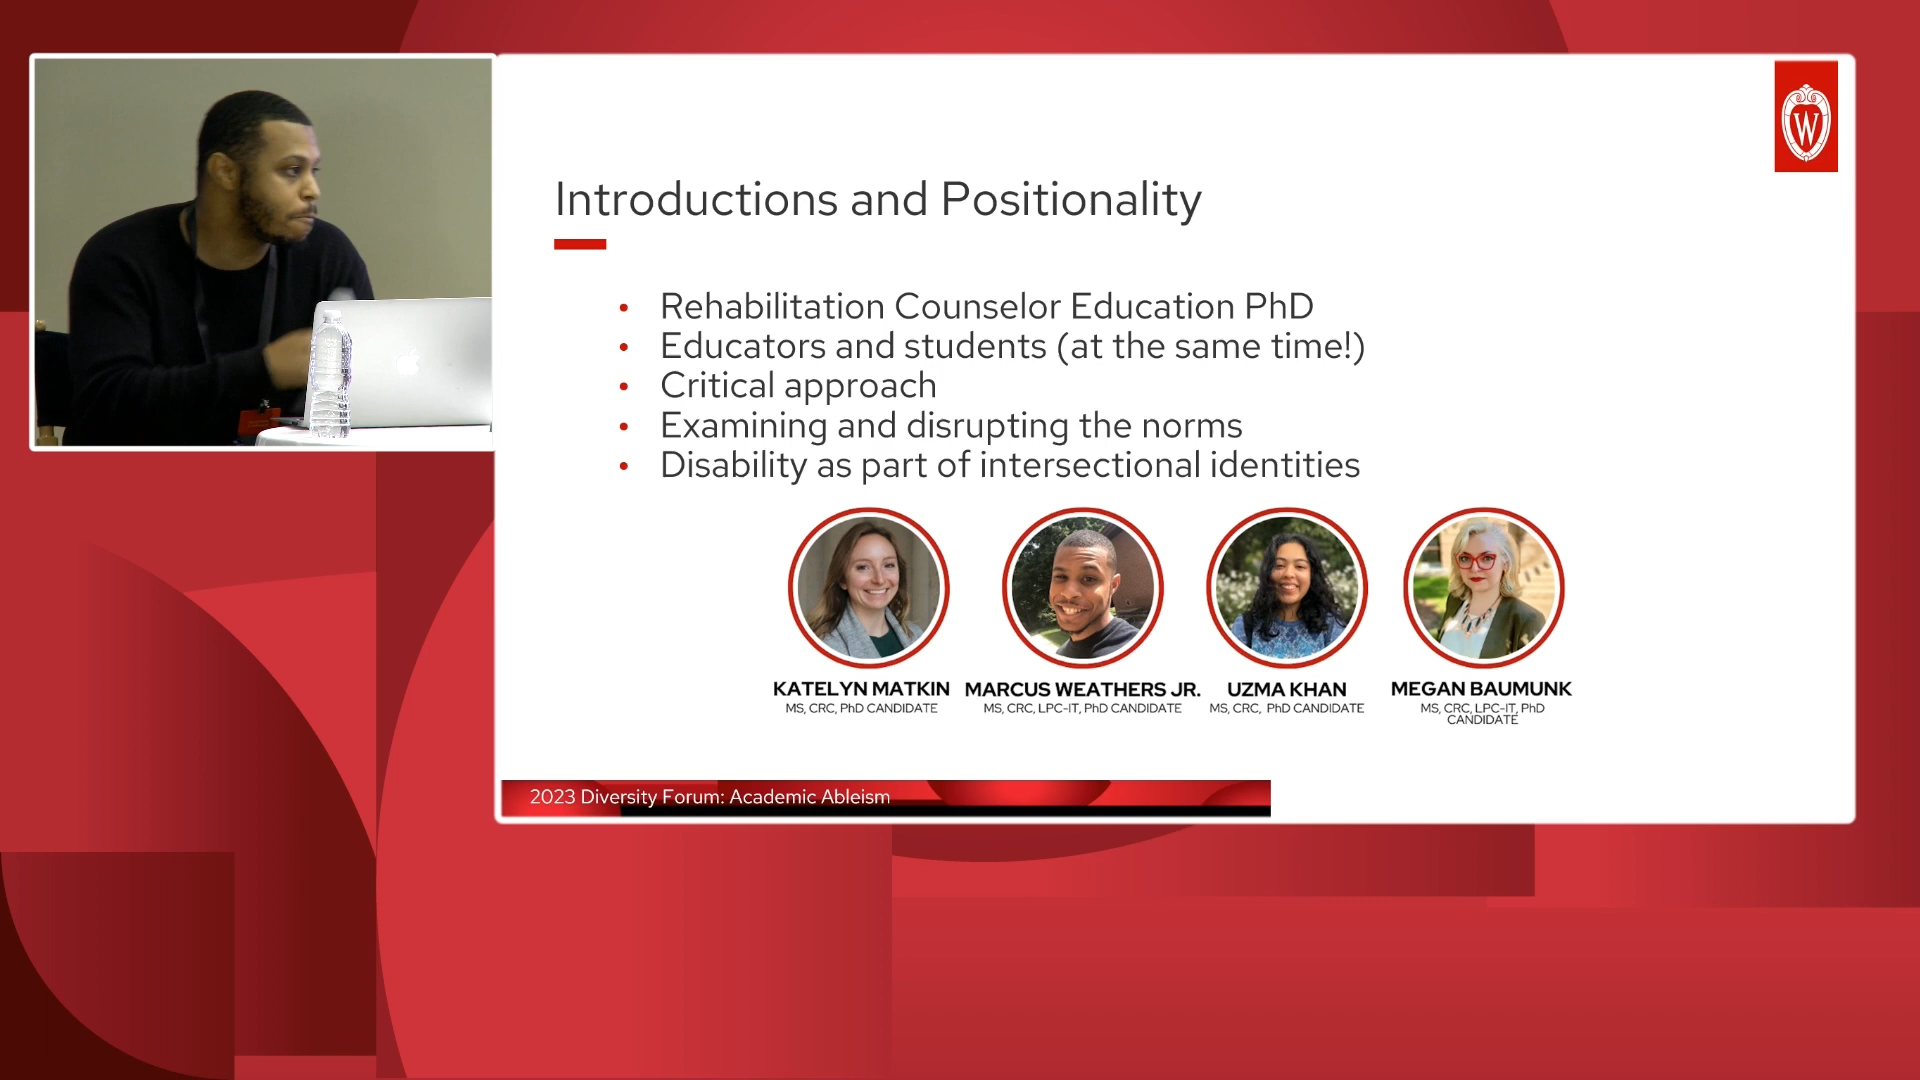 W
Introductions and Positionality
• Rehabilitation Counselor Education PhD
• Educators and students (at the same time!)
• Critical approach
• Examining and disrupting the norms
• Disability as part of intersectional identities
KATELYN MATKIN
MS, CRC, PhD CANDIDATE
MARCUS WEATHERS JR.
MS, CRC, LPC-IT, PhD CANDIDATE
UZMA KHAN
MS, CRC, PhD CANDIDATE
MEGAN BAUMUNK
MS, CRC, LPC-IT, PhD
CANDIDATE
2023 Diversity Forum: Academic Ableism